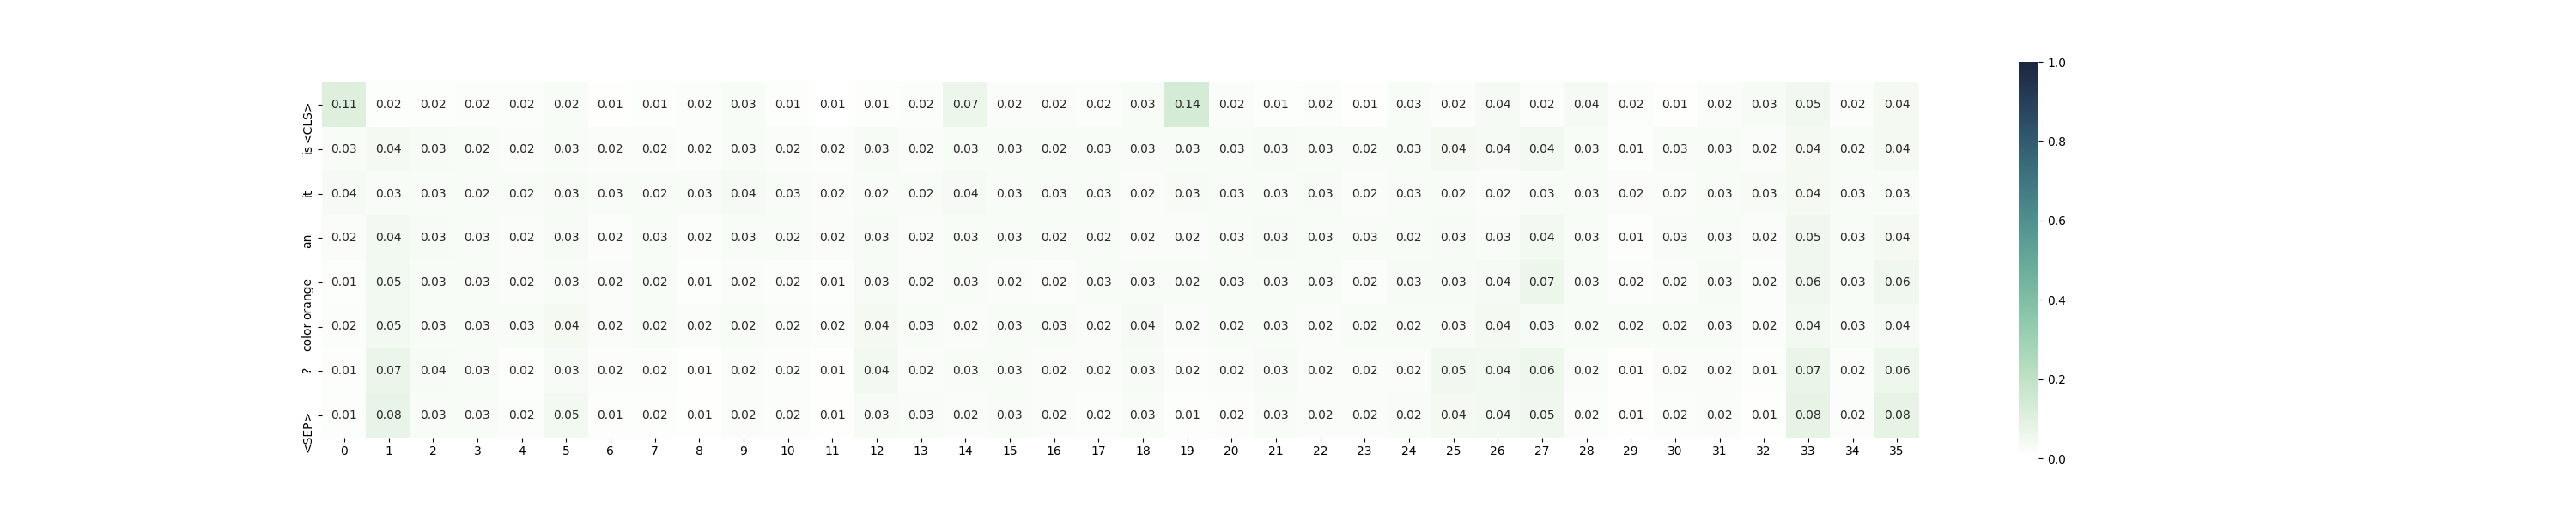 <CLS> 0.11 0.02 0.02 0.02 0.02 0.02 0.01 0.01 0.02 0.03 0.01 0.01 0.01 0.02 0.07 0.02 0.02 0.02 0.03 0.14 0.02 0.01 0.02 0.01 0.03 0.02 0.04 0.02 0.04 0.02 0.01 0.02 0.03 0.05 0.02 0.04
is 0.03 0.04 0.03 0.02 0.02 0.03 0.02 0.02 0.02 0.03 0.02 0.02 0.03 0.02 0.03 0.03 0.02 0.03 0.03 0.03 0.03 0.03 0.03 0.02 0.03 0.04 0.04 0.04 0.03 0.01 0.03 0.03 0.02 0.04 0.02 0.04
it 0.04 0.03 0.03 0.02 0.02 0.03 0.03 0.02 0.03 0.04 0.03 0.02 0.02 0.02 0.04 0.03 0.03 0.03 0.02 0.03 0.03 0.03 0.03 0.02 0.03 0.02 0.02 0.03 0.03 0.02 0.02 0.03 0.03 0.04 0.03 0.03
an 0.02 0.04 0.03 0.03 0.02 0.03 0.02 0.03 0.02 0.03 0.02 0.02 0.03 0.02 0.03 0.03 0.02 0.02 0.02 0.02 0.03 0.03 0.03 0.03 0.02 0.03 0.03 0.04 0.03 0.01 0.03 0.03 0.02 0.05 0.03 0.04
orange 0.01 0.05 0.03 0.03 0.02 0.03 0.02 0.02 0.01 0.02 0.02 0.01 0.03 0.02 0.03 0.02 0.02 0.03 0.03 0.02 0.03 0.03 0.03 0.02 0.03 0.03 0.04 0.07 0.03 0.02 0.02 0.03 0.02 0.06 0.03 0.06
color 0.02 0.05 0.03 0.03 0.03 0.04 0.02 0.02 0.02 0.02 0.02 0.02 0.04 0.03 0.02 0.03 0.03 0.02 0.04 0.02 0.02 0.03 0.02 0.02 0.02 0.03 0.04 0.03 0.02 0.02 0.02 0.03 0.02 0.04 0.03 0.04
? 0.01 0.07 0.04 0.03 0.02 0.03 0.02 0.02 0.01 0.02 0.02 0.01 0.04 0.02 0.03 0.03 0.02 0.02 0.03 0.02 0.02 0.03 0.02 0.02 0.02 0.05 0.04 0.06 0.02 0.01 0.02 0.02 0.01 0.07 0.02 0.06
<SEP> 0.01 0.08 0.03 0.03 0.02 0.05 0.01 0.02 0.01 0.02 0.02 0.01 0.03 0.03 0.02 0.03 0.02 0.02 0.03 0.01 0.02 0.03 0.02 0.02 0.02 0.04 0.04 0.05 0.02 0.01 0.02 0.02 0.01 0.08 0.02 0.08
0 1 2 3 4 5 6 7 8 9 10 11 12 13 14 15 16 17 18 19 20 21 22 23 24 25 26 27 28 29 30 31 32 33 34 35
1.0
0.8
0.6
0.4
0.2
0.0